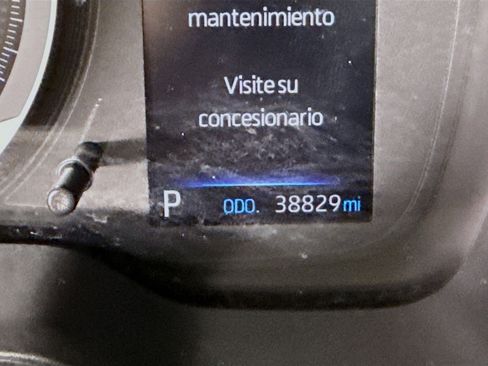 mantenimiento
Visite su
concesionario
P ODO. 38829 mi